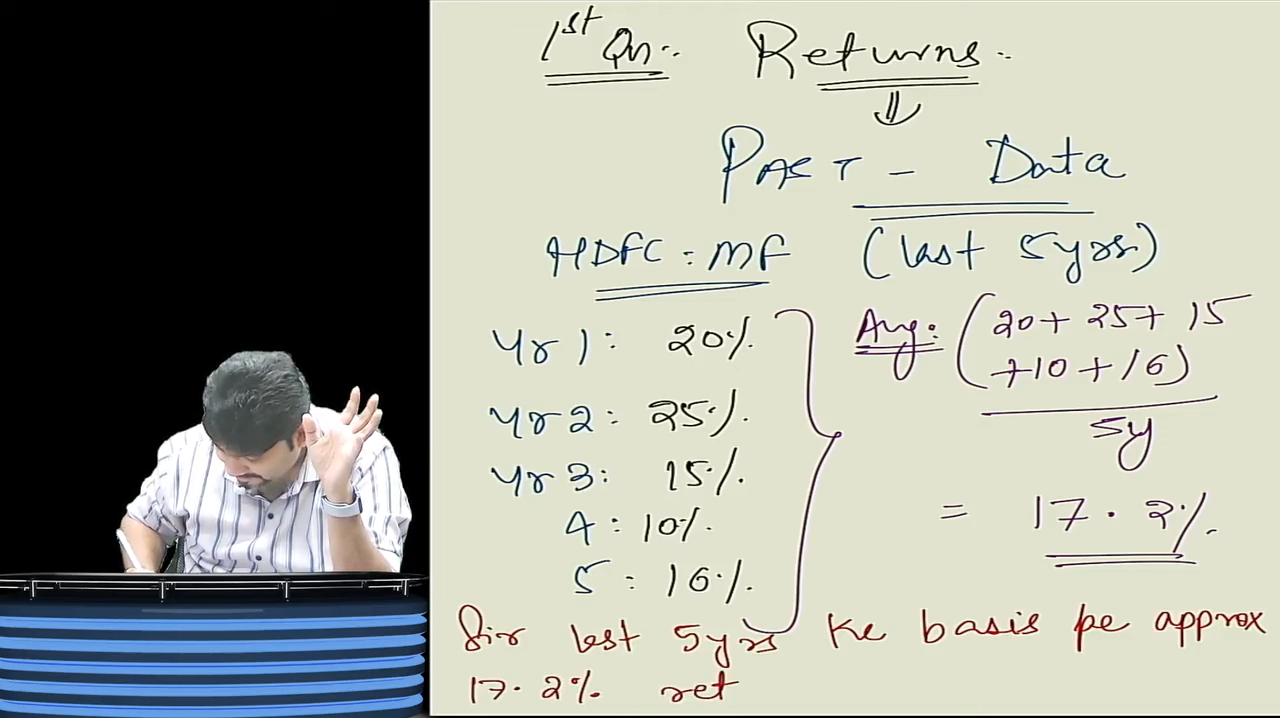 1st Qn:. Returns:
⇓
PAST - Data
HDFC : MF (last 5yrs)
Yr 1 : 20%
Yr 2 : 25%
Yr 3 : 15%
4 : 10%
5 : 16%
Avg: (20 + 25 + 15
+ 10 + 16)
5y
= 17.2%
Sir last 5yrs Ke basis pe approx
17.2% ret